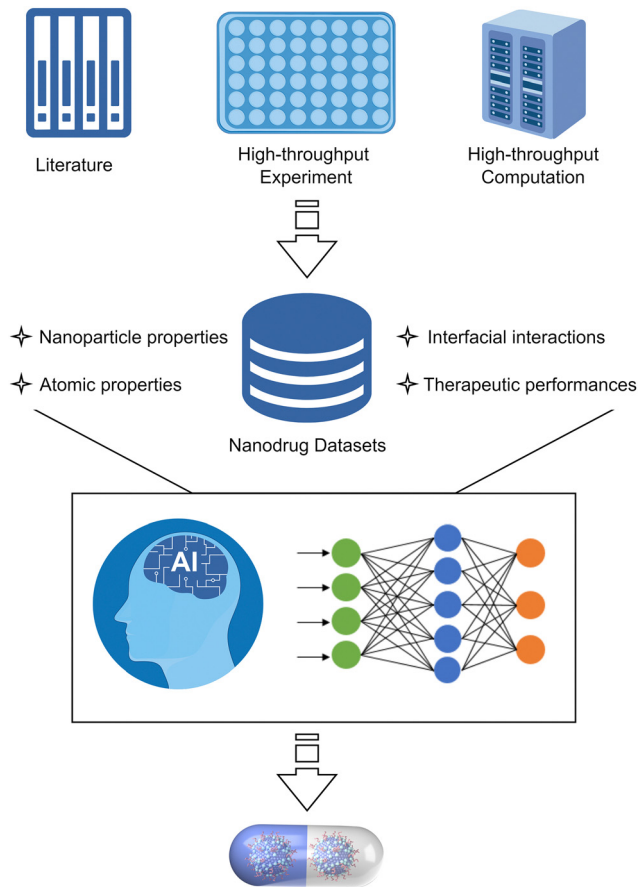 Literature
High-throughput
Experiment
High-throughput
Computation
Nanoparticle properties
Interfacial interactions
Atomic properties
Therapeutic performances
Nanodrug Datasets
AI